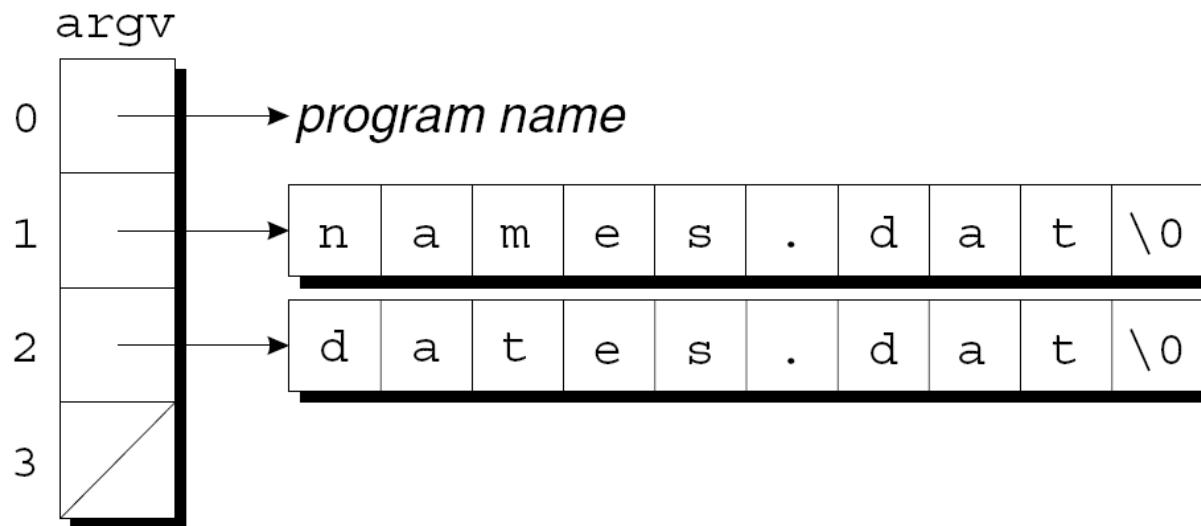 argv
0 program name
1 n a m e s . d a t \0
2 d a t e s . d a t \0
3